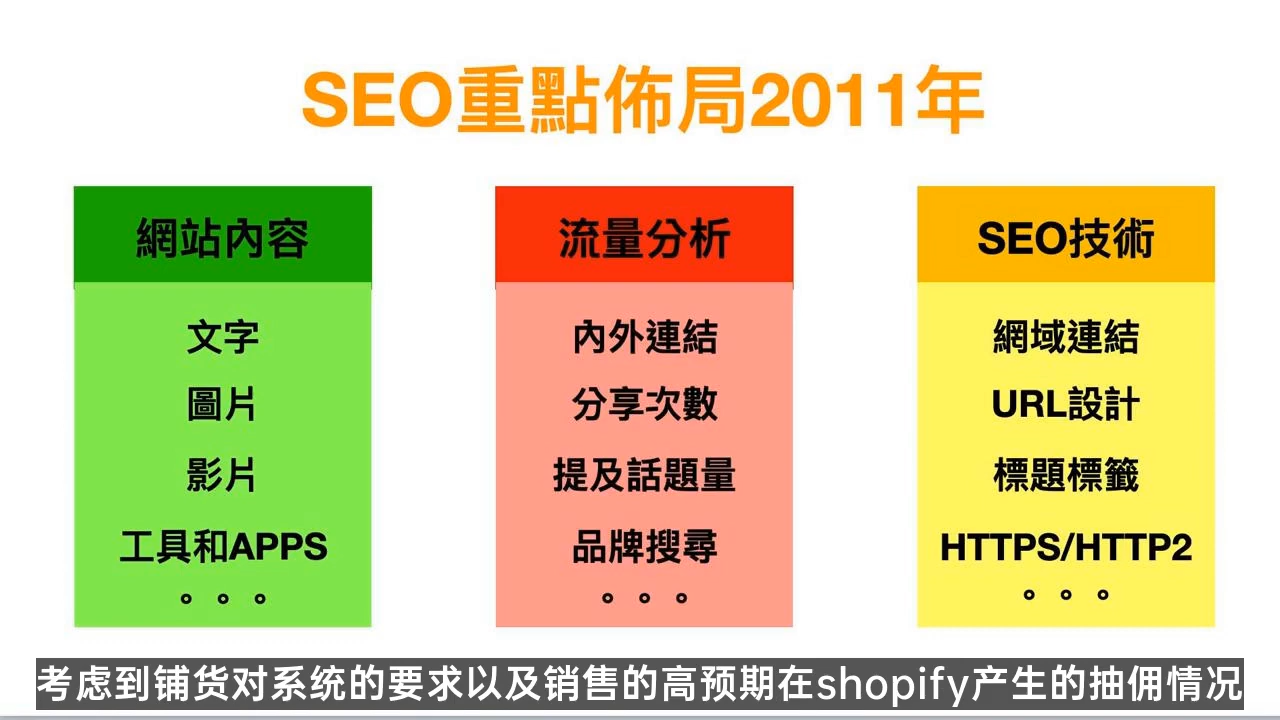 SEO重點佈局2011年
網站內容
文字
圖片
影片
工具和APPS
。。。
流量分析
內外連結
分享次數
提及話題量
品牌搜尋
。。。
SEO技術
網域連結
URL設計
標題標籤
HTTPS/HTTP2
。。。
考虑到铺货对系统的要求以及销售的高预期在shopify产生的抽佣情况